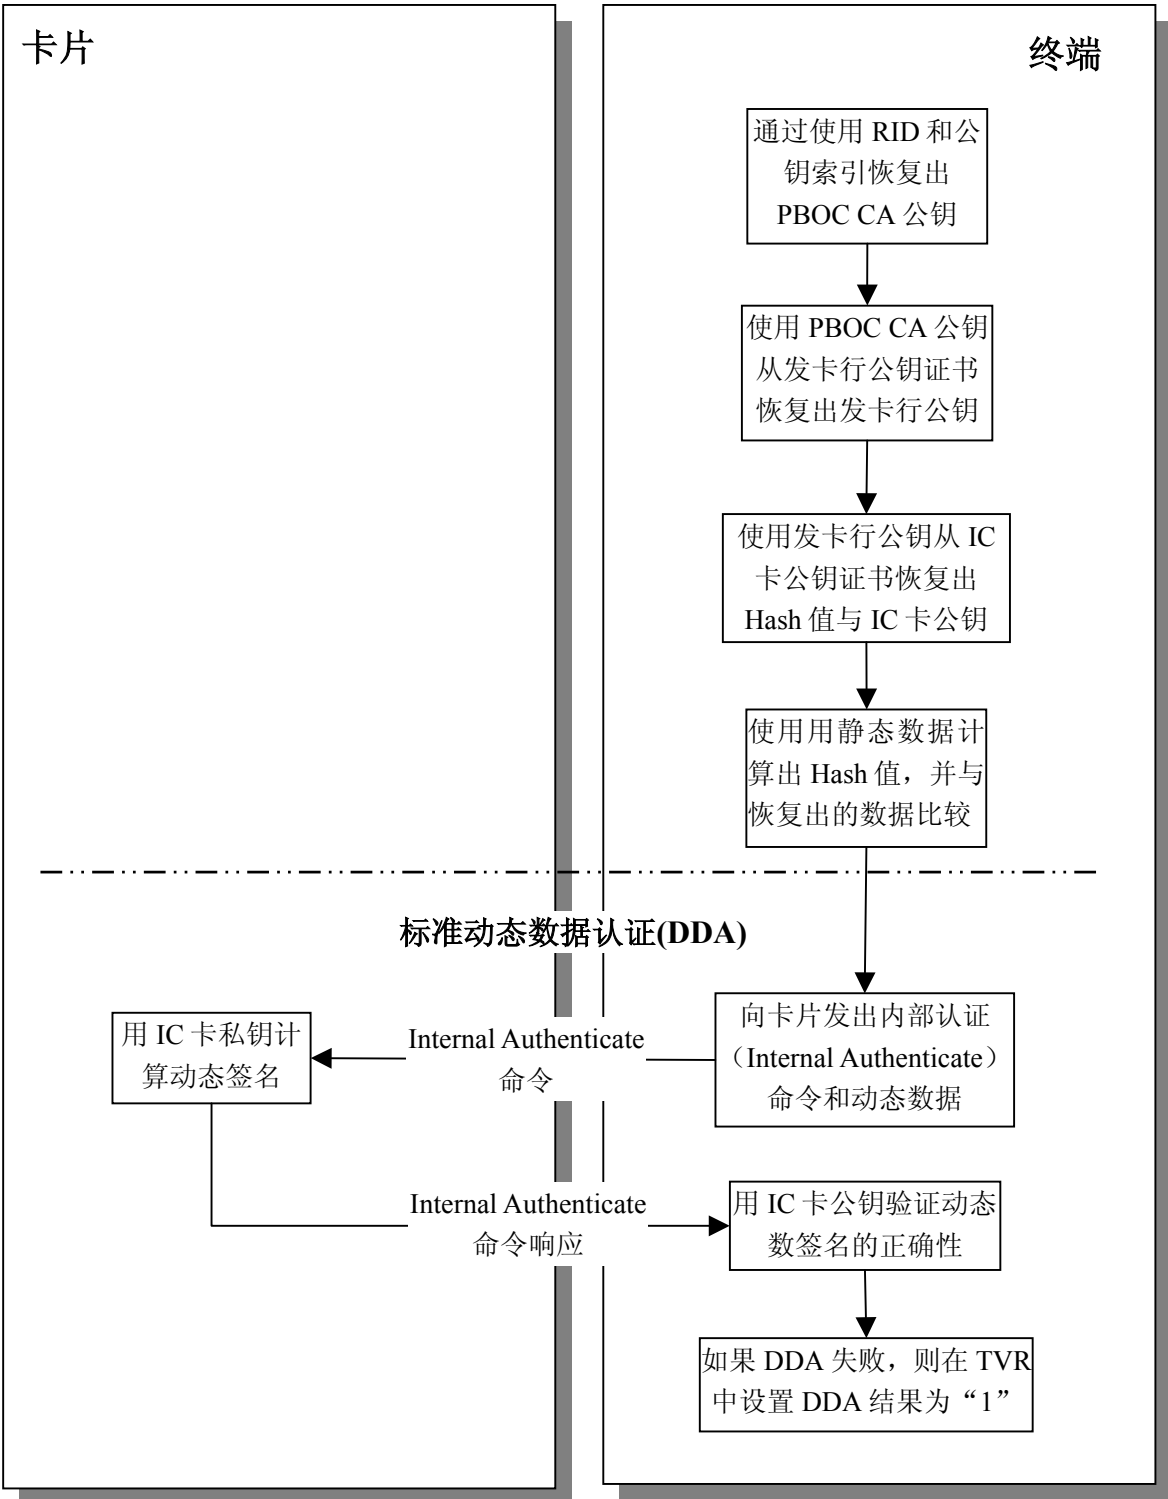 卡片
终端
通过使用 RID 和公
钥索引恢复出
PBOC CA 公钥
使用 PBOC CA 公钥
从发卡行公钥证书
恢复出发卡行公钥
使用发卡行公钥从 IC
卡公钥证书恢复出
Hash 值与 IC 卡公钥
使用用静态数据计
算出 Hash 值，并与
恢复出的数据比较
标准动态数据认证(DDA)
向卡片发出内部认证
（Internal Authenticate）
命令和动态数据
Internal Authenticate
命令
用 IC 卡私钥计
算动态签名
Internal Authenticate
命令响应
用 IC 卡公钥验证动态
数签名的正确性
如果 DDA 失败，则在 TVR
中设置 DDA 结果为“1”